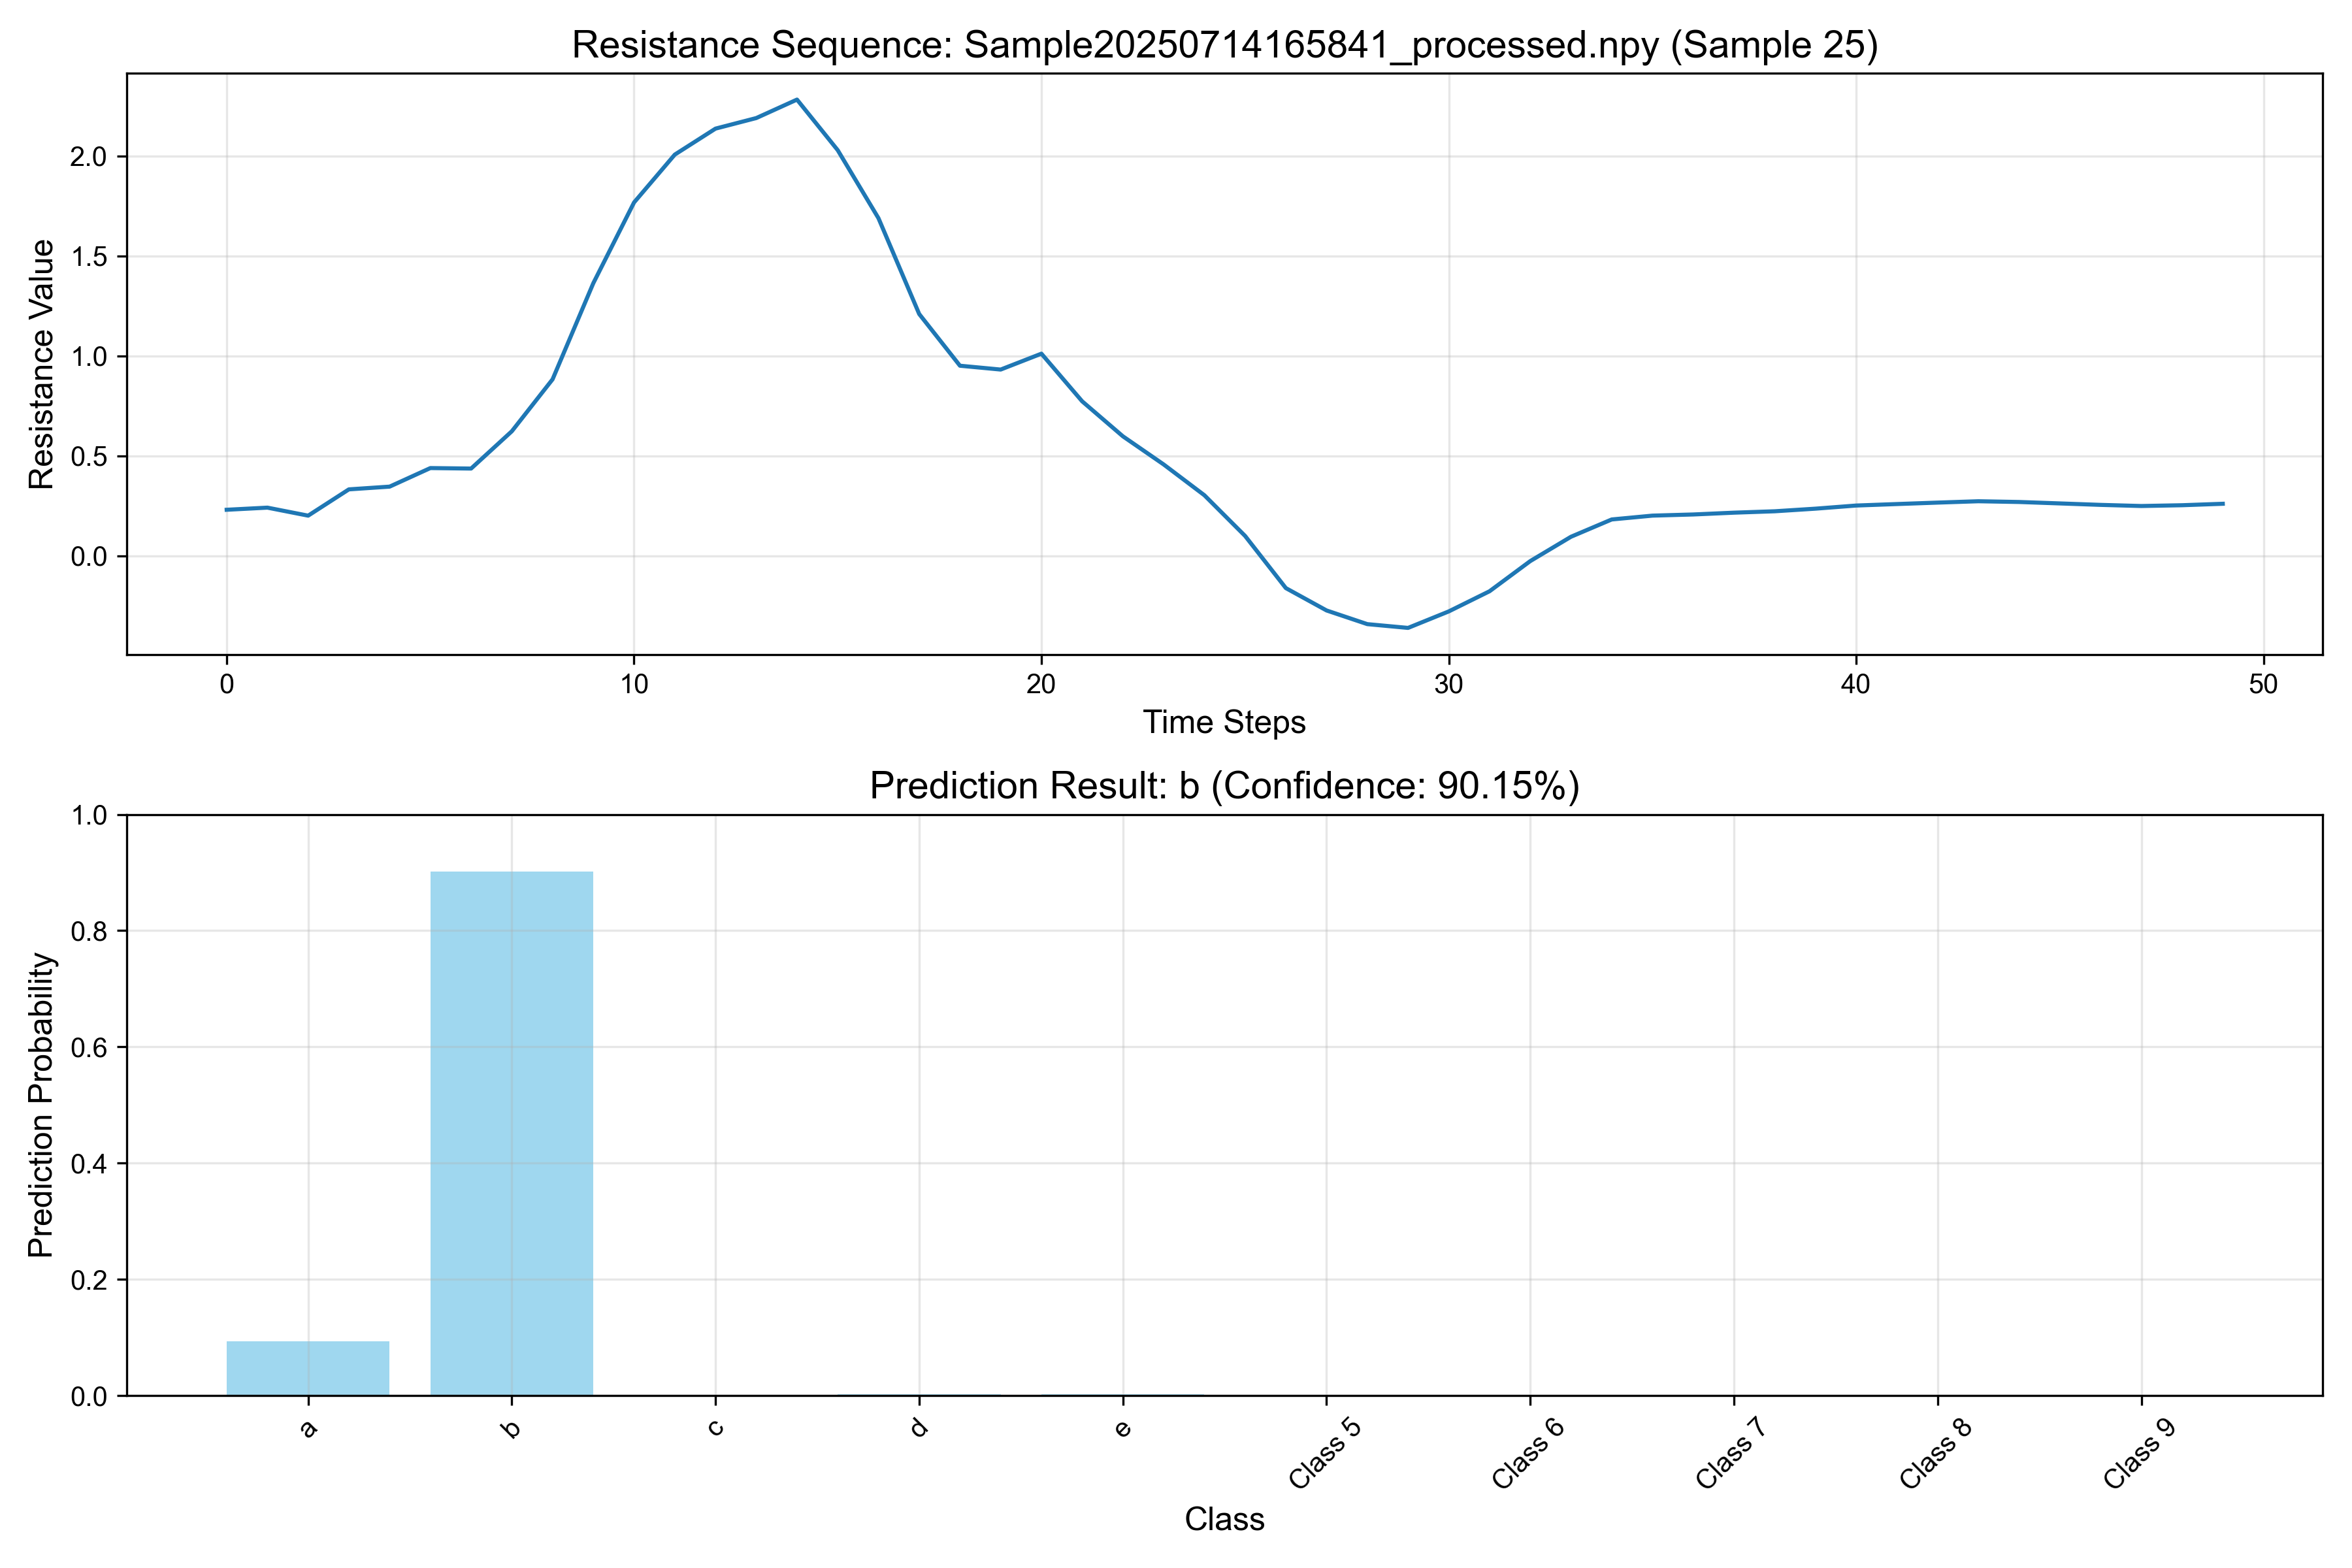 Resistance Sequence: Sample20250714165841_processed.npy (Sample 25)
Resistance Value
2.0
1.5
1.0
0.5
0.0
0 10 20 30 40 50
Time Steps
Prediction Result: b (Confidence: 90.15%)
Prediction Probability
1.0
0.8
0.6
0.4
0.2
0.0
a b c d e Class 5 Class 6 Class 7 Class 8 Class 9
Class